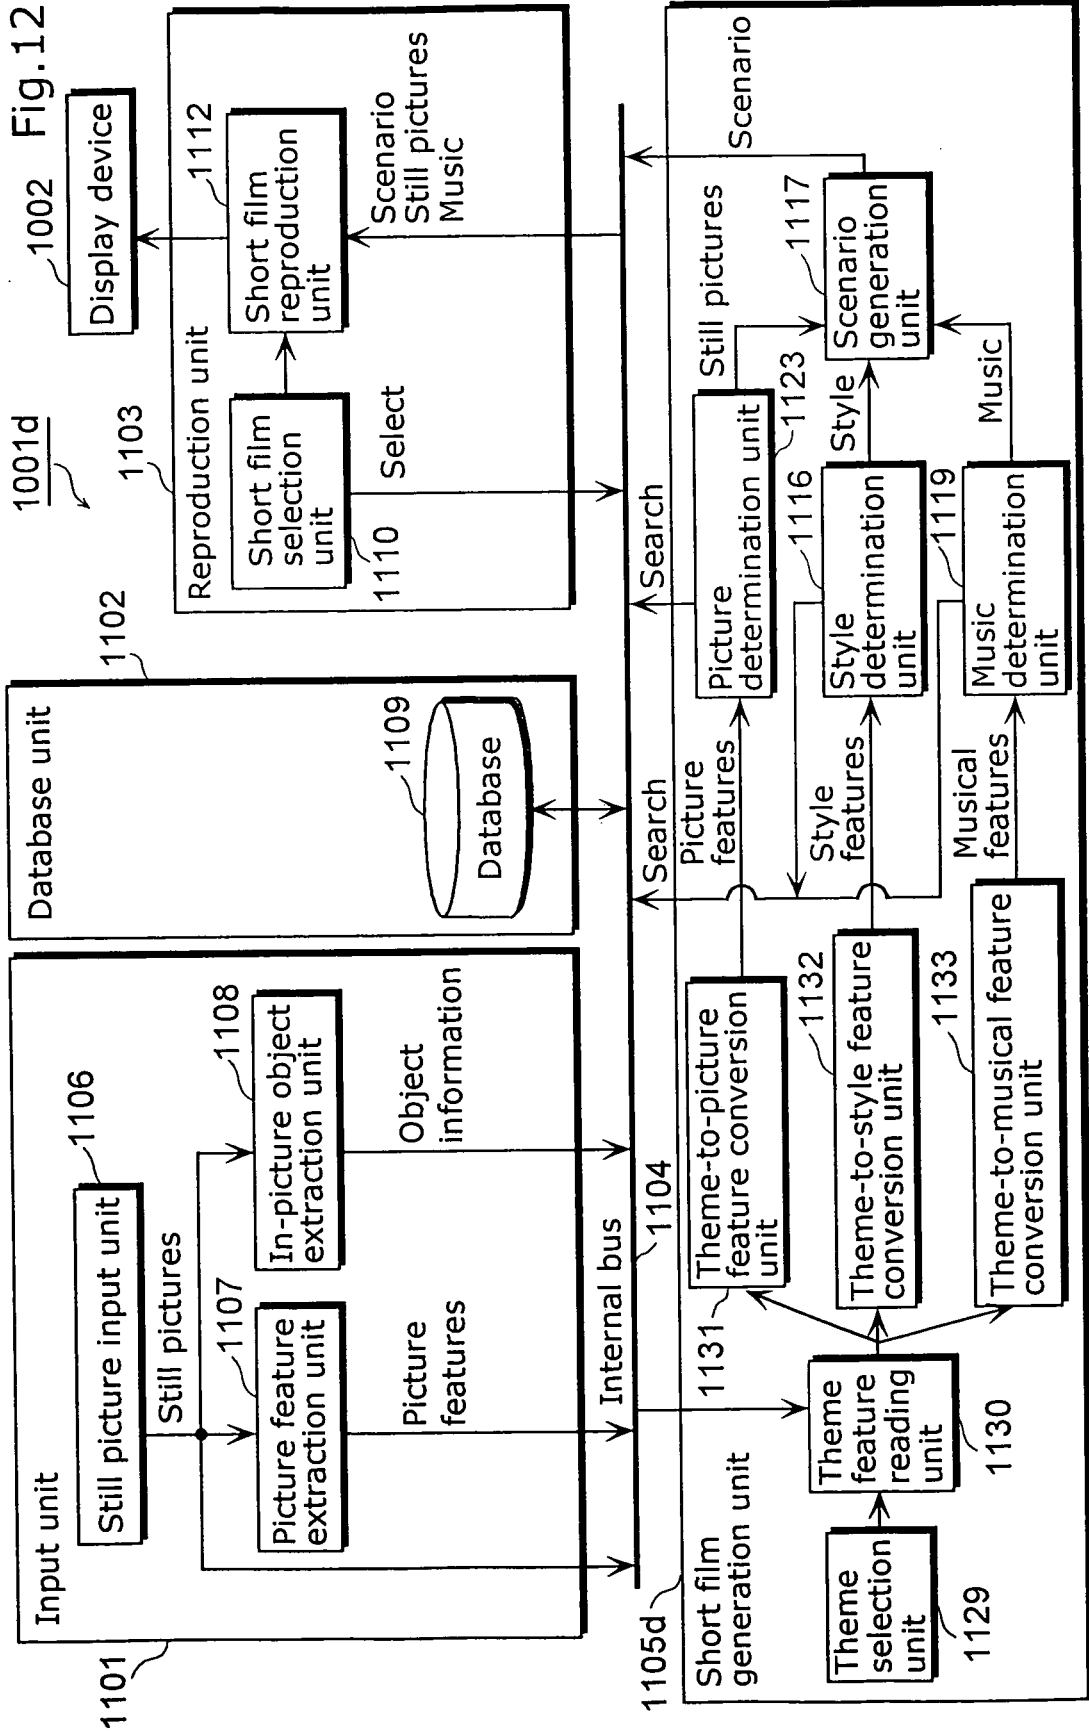 Fig.12
1001d
1002
Display device
1101
Input unit
1106
Still picture input unit
Still pictures
1107
Picture feature
extraction unit
Picture
features
1108
In-picture object
extraction unit
Object
information
1102
Database unit
1109
Database
1103
Reproduction unit
Short film
selection
unit
1110
Select
1112
Short film
reproduction
unit
Scenario
Still pictures
Music
Internal bus
1104
1105d
Short film
generation unit
Theme
selection
unit
1129
Theme
feature
reading
unit
1130
1131
Theme-to-picture
feature conversion
unit
1132
Theme-to-style feature
conversion unit
1133
Theme-to-musical feature
conversion unit
Search
Picture
features
Style
features
Musical
features
Search
Picture
determination unit
1123
1116
Style
determination
unit
1119
Music
determination
unit
Still pictures
Style
Music
1117
Scenario
generation
unit
Scenario